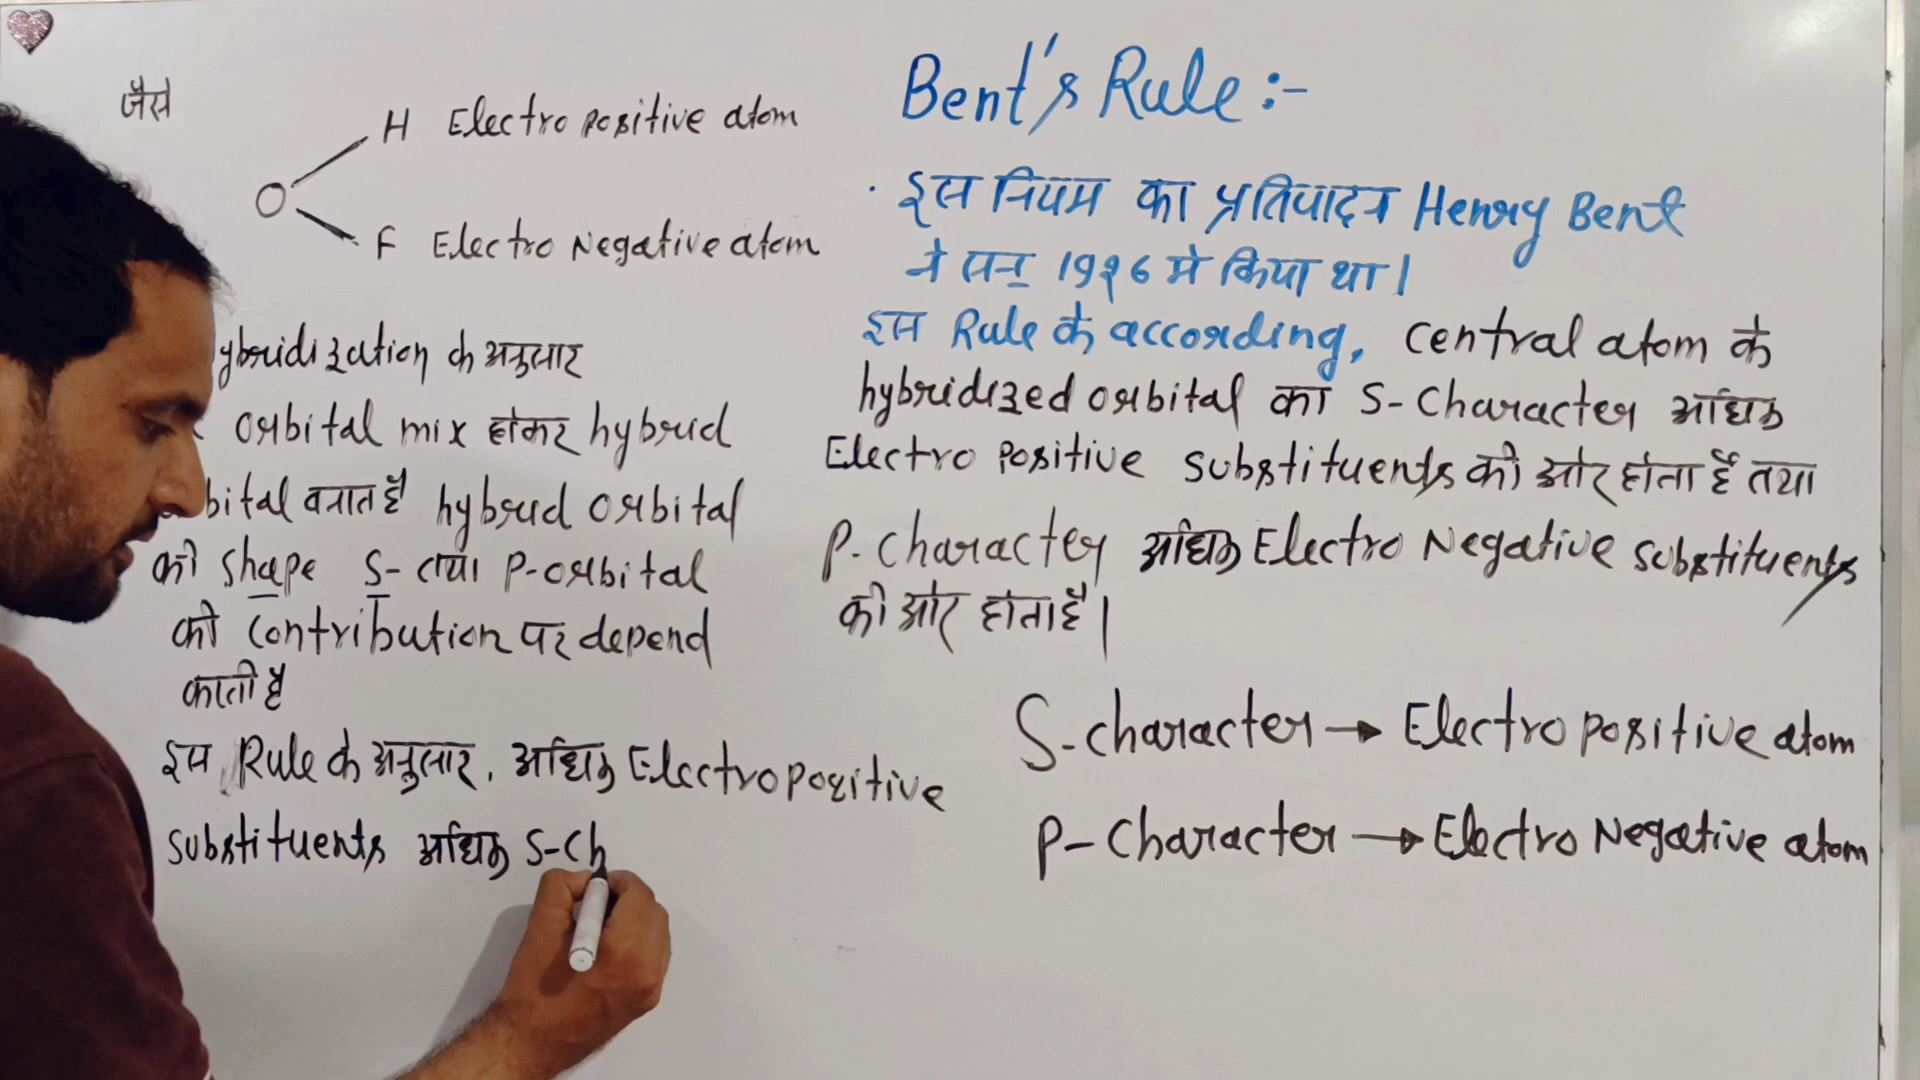 Bent's Rule :-
· इस नियम का प्रतिपादन Henry Bent
ने सन् 1926 मे किया था।
इस Rule के according, central atom के
hybridized orbital का S-Character अधिक
Electro Positive substituents की ओर होता है तथा
P-Character अधिक Electro Negative substituents
की ओर होता है।
S-character → Electro positive atom
P-Character → Electro Negative atom
जैसे
H Electro positive atom
O
F Electro Negative atom
ybridization के अनुसार
orbital mix होकर hybrid
bital बनाते है hybrid orbital
की shape S- तथा P-orbital
की Contribution पर depend
करती है
इस Rule के अनुसार, अधिक Electropositive
substituents अधिक S-Ch